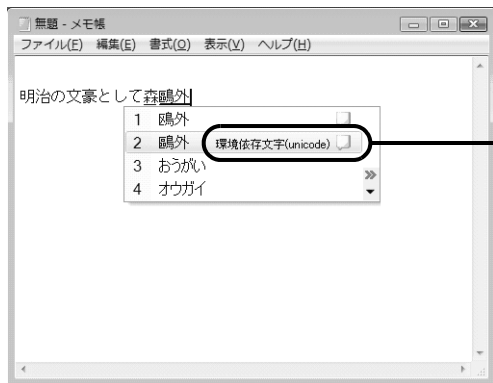 無題 - メモ帳
ファイル(F) 編集(E) 書式(O) 表示(V) ヘルプ(H)
明治の文豪として森鷗外
1 鴎外
2 鷗外 環境依存文字(unicode)
3 おうがい
4 オウガイ